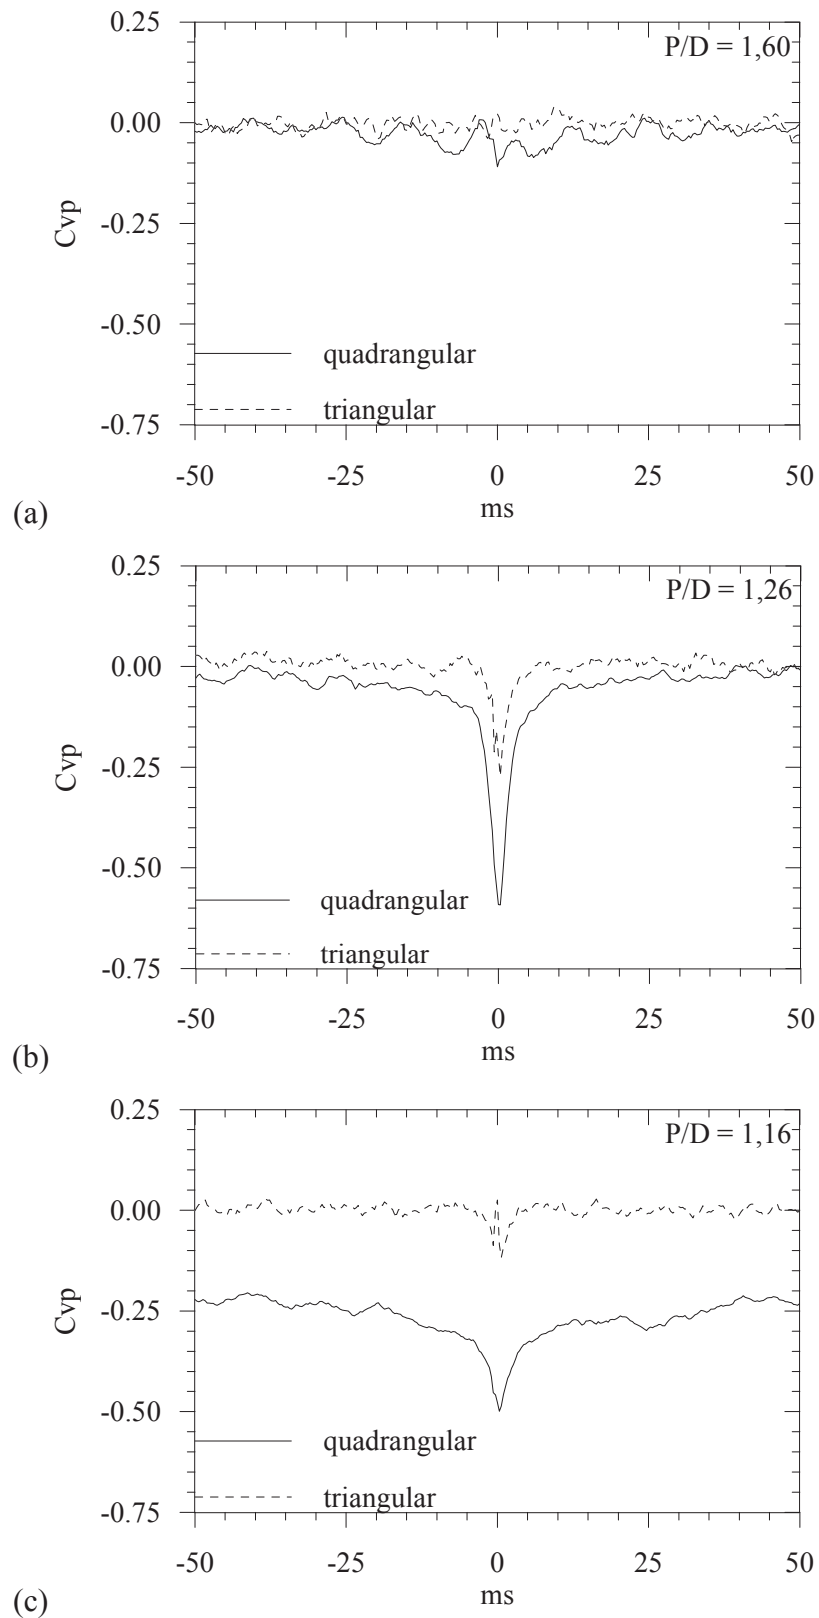 0.25
P/D = 1,60
0.00
-0.25
Cvp
-0.50
quadrangular
triangular
-0.75
-50 -25 0 25 50
ms
(a)
0.25
P/D = 1,26
0.00
-0.25
Cvp
-0.50
quadrangular
triangular
-0.75
-50 -25 0 25 50
ms
(b)
0.25
P/D = 1,16
0.00
-0.25
Cvp
-0.50
quadrangular
triangular
-0.75
-50 -25 0 25 50
ms
(c)